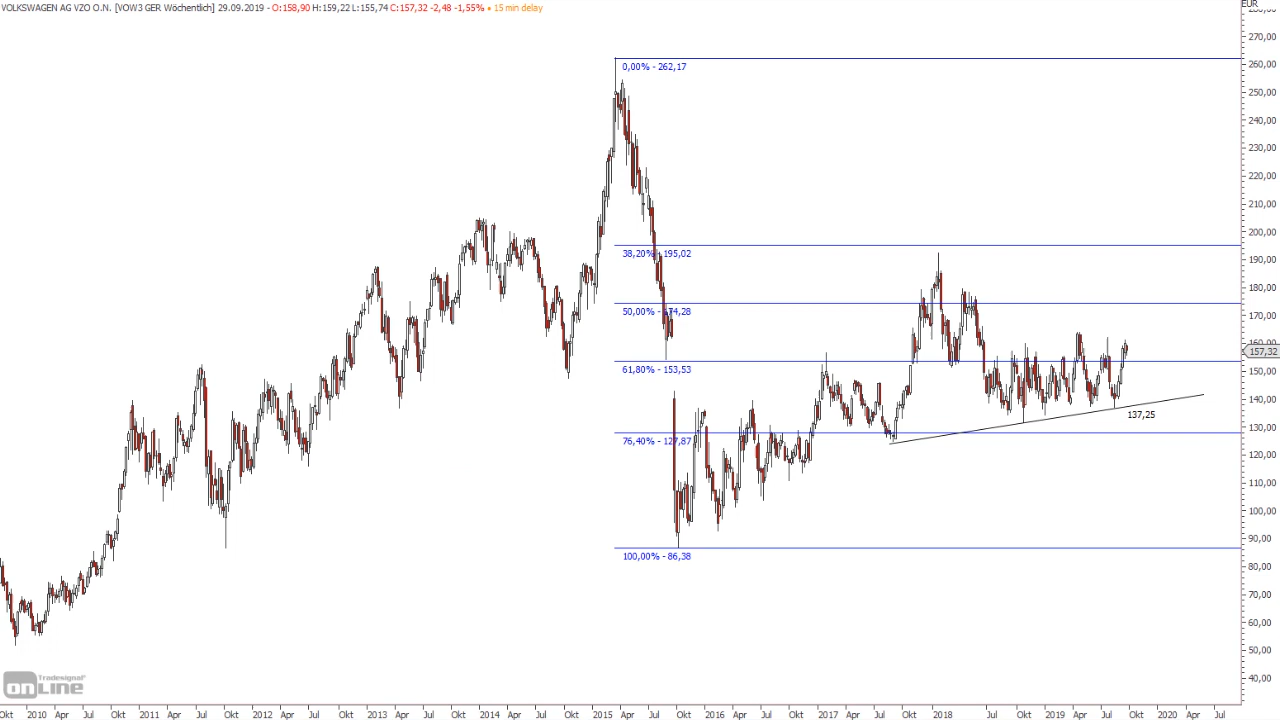 VOLKSWAGEN AG VZO O.N. [VOW3 GER Wöchentlich] 29.09.2019 - O:158,90 H:159,22 L:155,74 C:157,32 -2,48 -1,55% • 15 min delay
EUR
270,00
0,00% - 262,17
260,00
250,00
240,00
230,00
220,00
210,00
200,00
38,20% - 195,02
190,00
180,00
50,00% - 174,28
170,00
157,32
61,80% - 153,53
150,00
140,00
137,25
130,00
76,40% - 127,87
120,00
110,00
100,00
90,00
100,00% - 86,38
80,00
70,00
60,00
50,00
40,00
Tradesignal®
onLine
Okt 2010 Apr Jul Okt 2011 Apr Jul Okt 2012 Apr Jul Okt 2013 Apr Jul Okt 2014 Apr Jul Okt 2015 Apr Jul Okt 2016 Apr Jul Okt 2017 Apr Jul Okt 2018 Jul Okt 2019 Apr Jul Okt 2020 Apr Jul